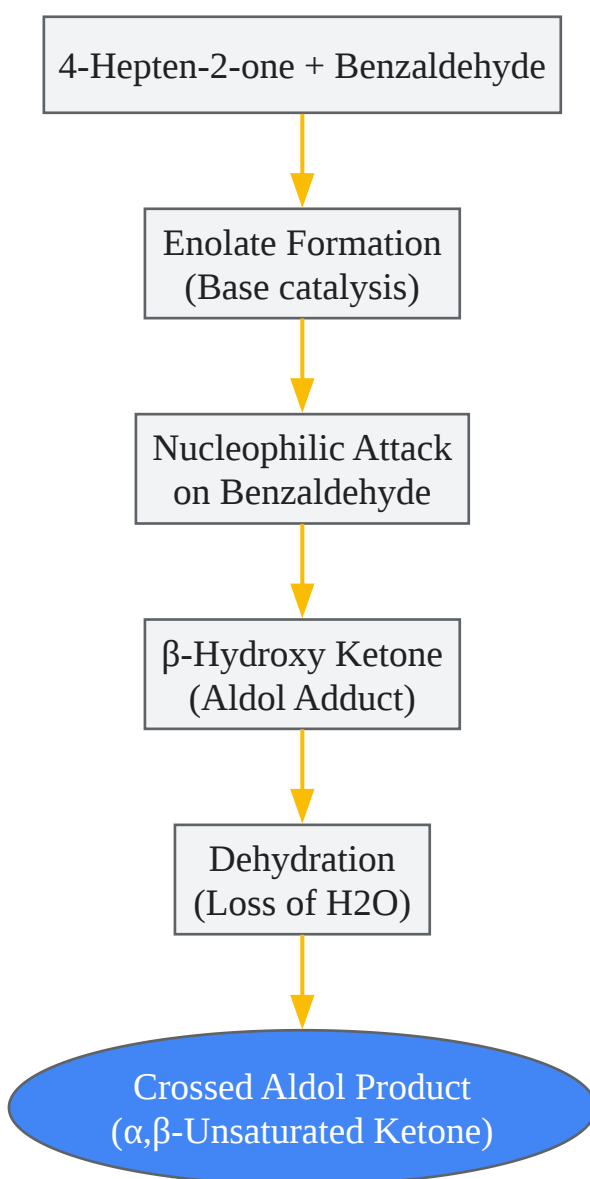 4-Hepten-2-one + Benzaldehyde
Enolate Formation
(Base catalysis)
Nucleophilic Attack
on Benzaldehyde
β-Hydroxy Ketone
(Aldol Adduct)
Dehydration
(Loss of H2O)
Crossed Aldol Product
(α,β-Unsaturated Ketone)